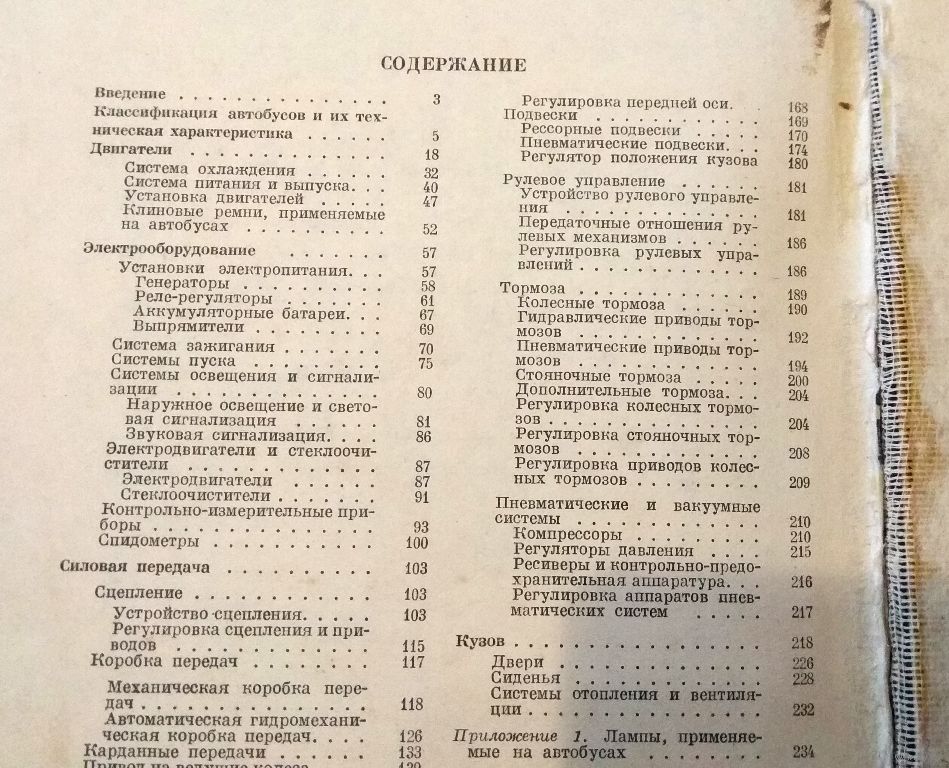 СОДЕРЖАНИЕ
Введение . . . . . . . . . . . . . . . 3
Классификация автобусов и их тех-
ническая характеристика . . . . . . 5
Двигатели . . . . . . . . . . . . . . 18
Система охлаждения . . . . . . . 32
Система питания и выпуска. . . 40
Установка двигателей . . . . . 47
Клиновые ремни, применяемые
на автобусах . . . . . . . . . . 52
Электрооборудование . . . . . . . 57
Установки электропитания. . . 57
Генераторы . . . . . . . . . . 58
Реле-регуляторы . . . . . . . 61
Аккумуляторные батареи. . . 67
Выпрямители . . . . . . . . . 69
Система зажигания . . . . . . . 70
Системы пуска . . . . . . . . . 75
Системы освещения и сигнали-
зации . . . . . . . . . . . . . . 80
Наружное освещение и свето-
вая сигнализация . . . . . . 81
Звуковая сигнализация. . . . 86
Электродвигатели и стеклоочи-
стители . . . . . . . . . . . . . 87
Электродвигатели . . . . . . 87
Стеклоочистители . . . . . . . 91
Контрольно-измерительные при-
боры . . . . . . . . . . . . . . . 93
Спидометры . . . . . . . . . . . 100
Силовая передача . . . . . . . . . . 103
Сцепление . . . . . . . . . . . . 103
Устройство сцепления. . . . . 103
Регулировка сцепления и при-
водов . . . . . . . . . . . . . 115
Коробка передач . . . . . . . . 117
Механическая коробка пере-
дач . . . . . . . . . . . . . . . 118
Автоматическая гидромехани-
ческая коробка передач. . . . 126
Карданные передачи . . . . . . . 133
Привод на ведущие колеса . . . . 139
Регулировка передней оси. . 168
Подвески . . . . . . . . . . . . 169
Рессорные подвески . . . . . 170
Пневматические подвески. . . 174
Регулятор положения кузова 180
Рулевое управление . . . . . . 181
Устройство рулевого управле-
ния . . . . . . . . . . . . . . 181
Передаточные отношения ру-
левых механизмов . . . . . . 186
Регулировка рулевых упра-
влений . . . . . . . . . . . . . 186
Тормоза . . . . . . . . . . . . . 189
Колесные тормоза . . . . . . . 190
Гидравлические приводы тор-
мозов . . . . . . . . . . . . . 192
Пневматические приводы тор-
мозов . . . . . . . . . . . . . 194
Стояночные тормоза . . . . . 200
Дополнительные тормоза. . . 204
Регулировка колесных тормо-
зов . . . . . . . . . . . . . . . 204
Регулировка стояночных тор-
мозов . . . . . . . . . . . . . 208
Регулировка приводов колес-
ных тормозов . . . . . . . . . 209
Пневматические и вакуумные
системы . . . . . . . . . . . . . 210
Компрессоры . . . . . . . . . . 210
Регуляторы давления . . . . 215
Ресиверы и контрольно-предо-
хранительная аппаратура. . . 216
Регулировка аппаратов пнев-
матических систем . . . . . 217
Кузов . . . . . . . . . . . . . . . . 218
Двери . . . . . . . . . . . . . . 226
Сиденья . . . . . . . . . . . . . 228
Системы отопления и вентиля-
ции . . . . . . . . . . . . . . . 232
Приложение 1. Лампы, применяе-
мые на автобусах . . . . . . . . 234